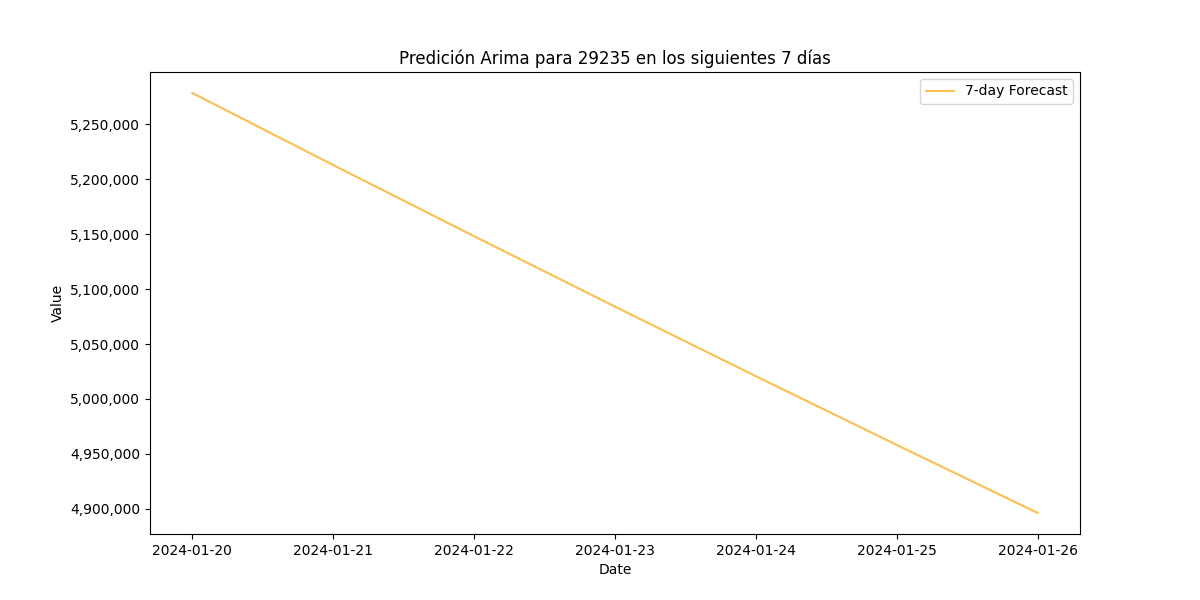 Predición Arima para 29235 en los siguientes 7 días
7-day Forecast
Value
5,250,000
5,200,000
5,150,000
5,100,000
5,050,000
5,000,000
4,950,000
4,900,000
2024-01-20 2024-01-21 2024-01-22 2024-01-23 2024-01-24 2024-01-25 2024-01-26
Date